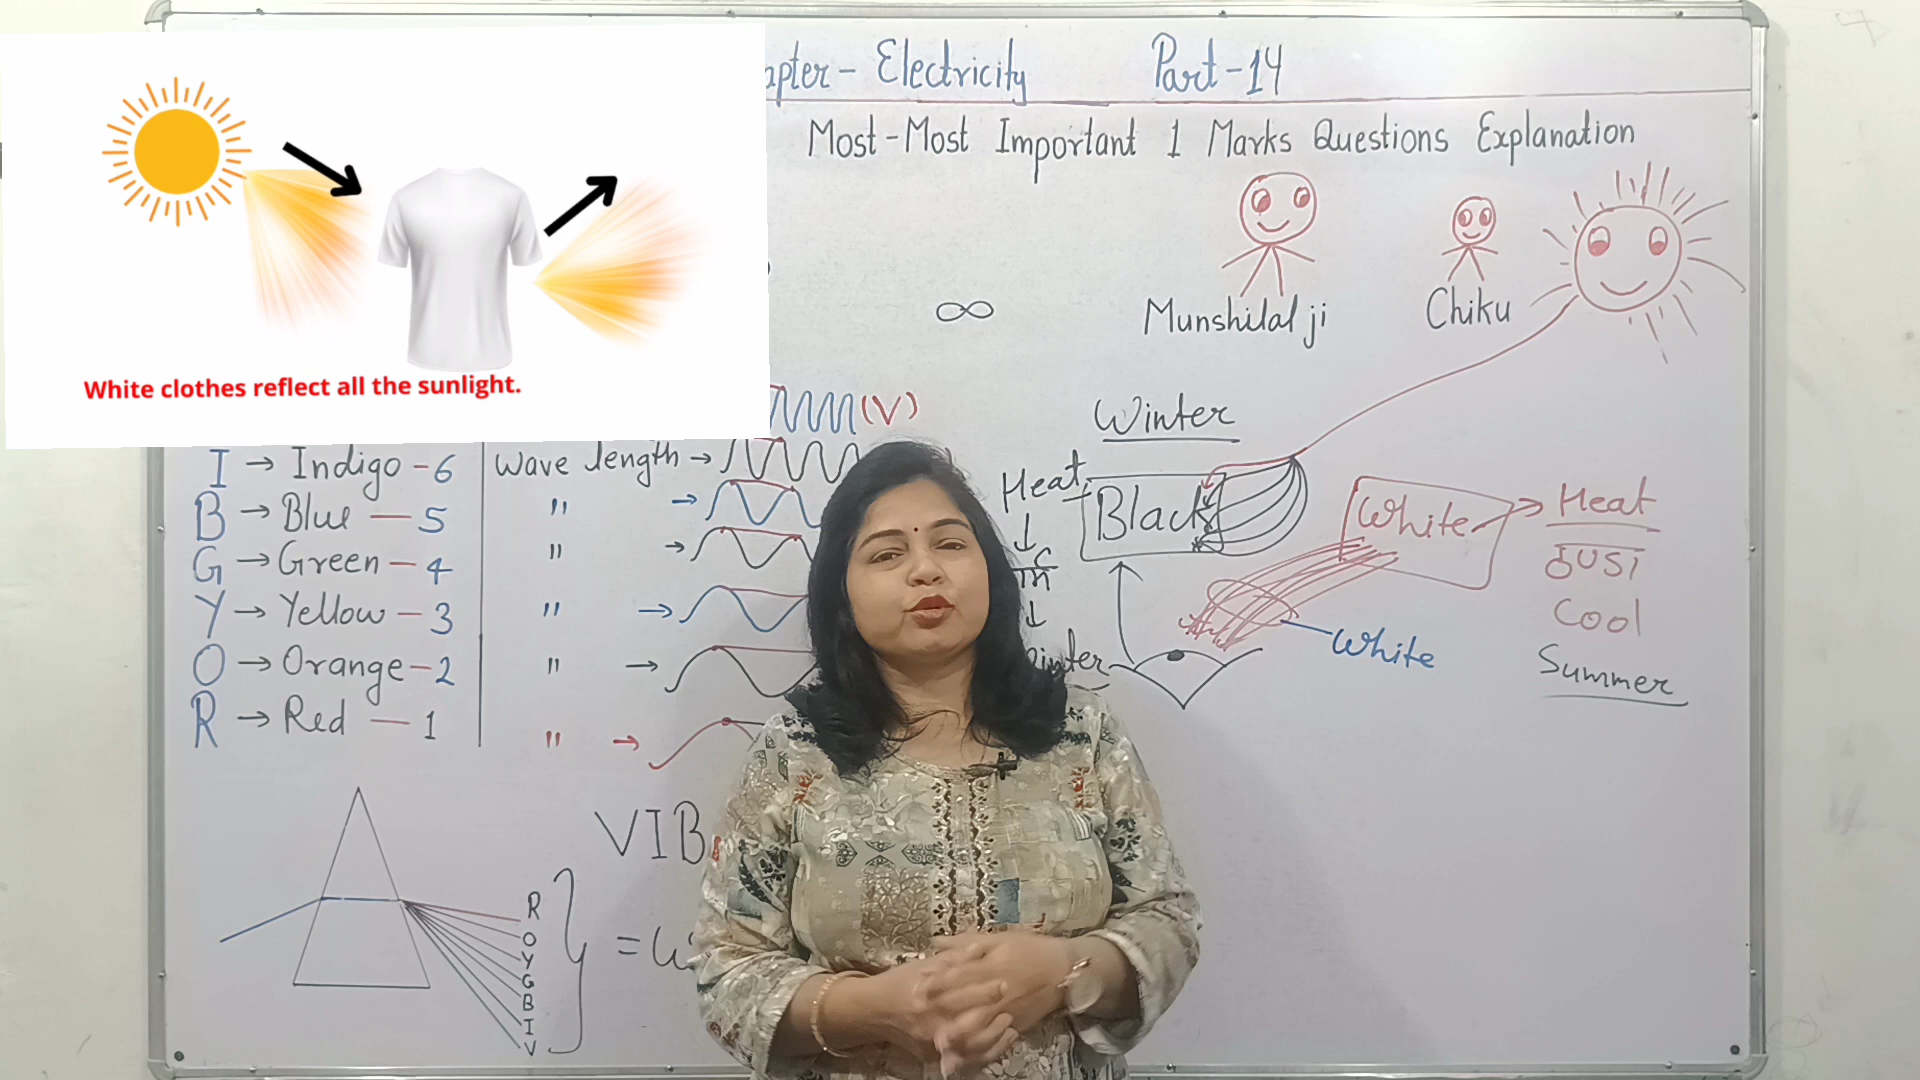 Electricity Part-14
Most-Most Important 1 Marks Questions Explanation
White clothes reflect all the sunlight.
∞
Munshilal ji
Chiku
(V)
I → Indigo - 6
Wave length →
B → Blue - 5
" →
G → Green - 4
" →
Y → Yellow - 3
" →
O → Orange - 2
" →
R → Red - 1
" →
Winter
Heat
↓
in
↓
Black
White → Heat
Cool
Summer
White
VIB
R
O
Y
G
B
I
V
=